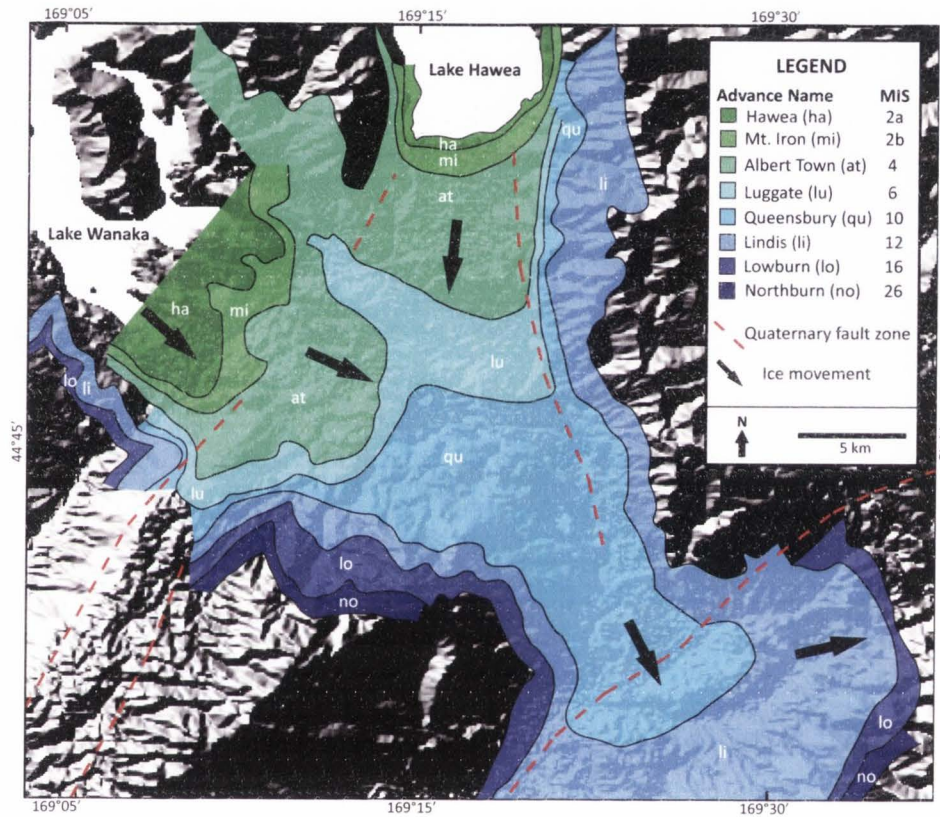 169°05'
169°15'
169°30'
Lake Hawea
LEGEND
Advance Name MiS
Hawea (ha) 2a
Mt. Iron (mi) 2b
Albert Town (at) 4
Luggate (lu) 6
Queensbury (qu) 10
Lindis (li) 12
Lowburn (lo) 16
Northburn (no) 26
Quaternary fault zone
Ice movement
N
5 km
ha
mi
qu
li
at
Lake Wanaka
ha
mi
lo
li
at
lu
44°45'
qu
lu
lo
no
li
lo
no
169°05'
169°15'
169°30'